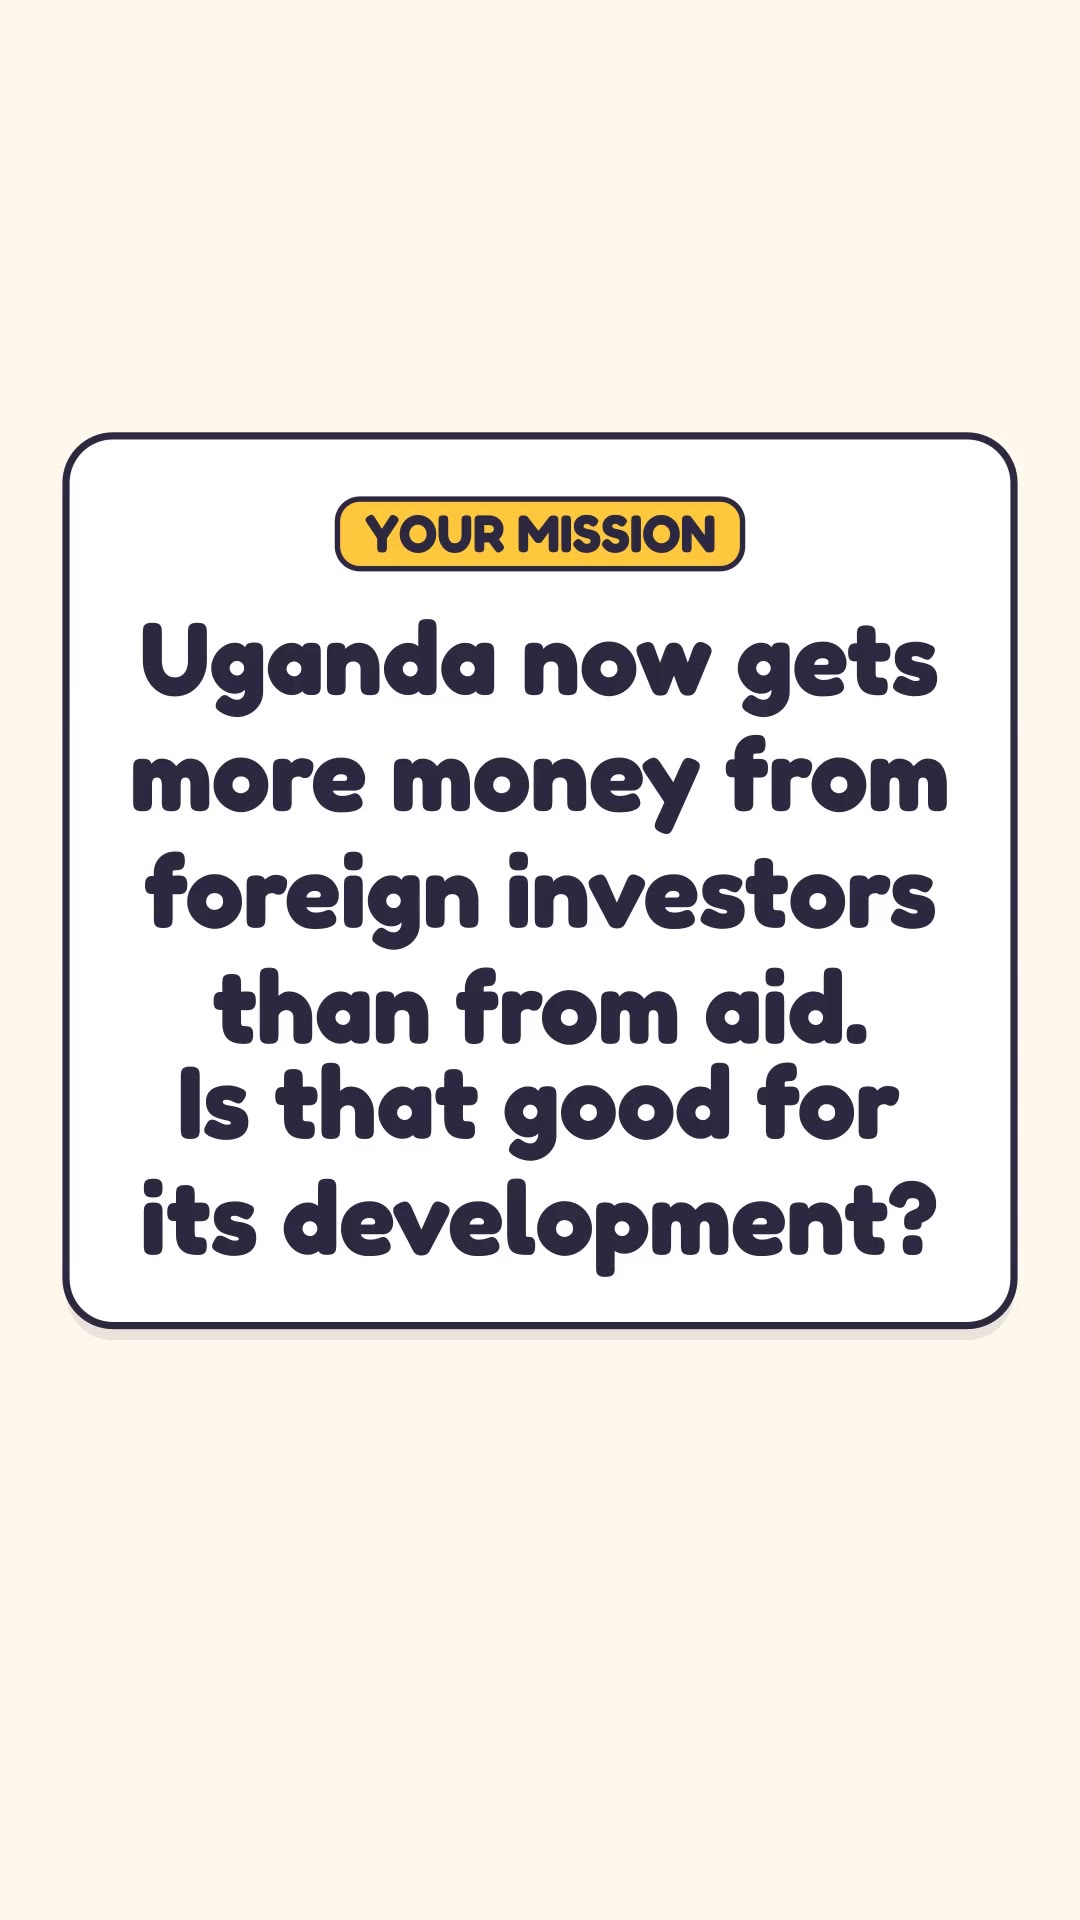 YOUR MISSION
Uganda now gets
more money from
foreign investors
than from aid.
Is that good for
its development?